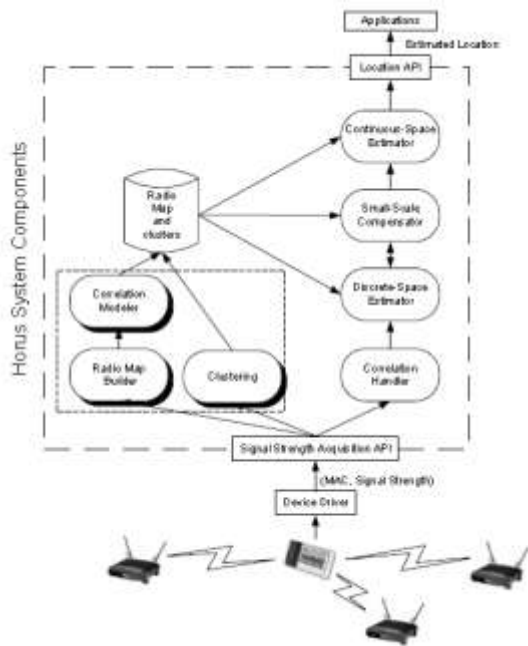 Applications
Estimated Location
Location API
Horus System Components
Continuous-Space
Estimator
Radio
Map
and
clusters
Small-Scale
Compensator
Discrete-Space
Estimator
Correlation
Modeler
Radio Map
Builder
Clustering
Correlation
Handler
Signal Strength Acquisition API
(MAC, Signal Strength)
Device Driver